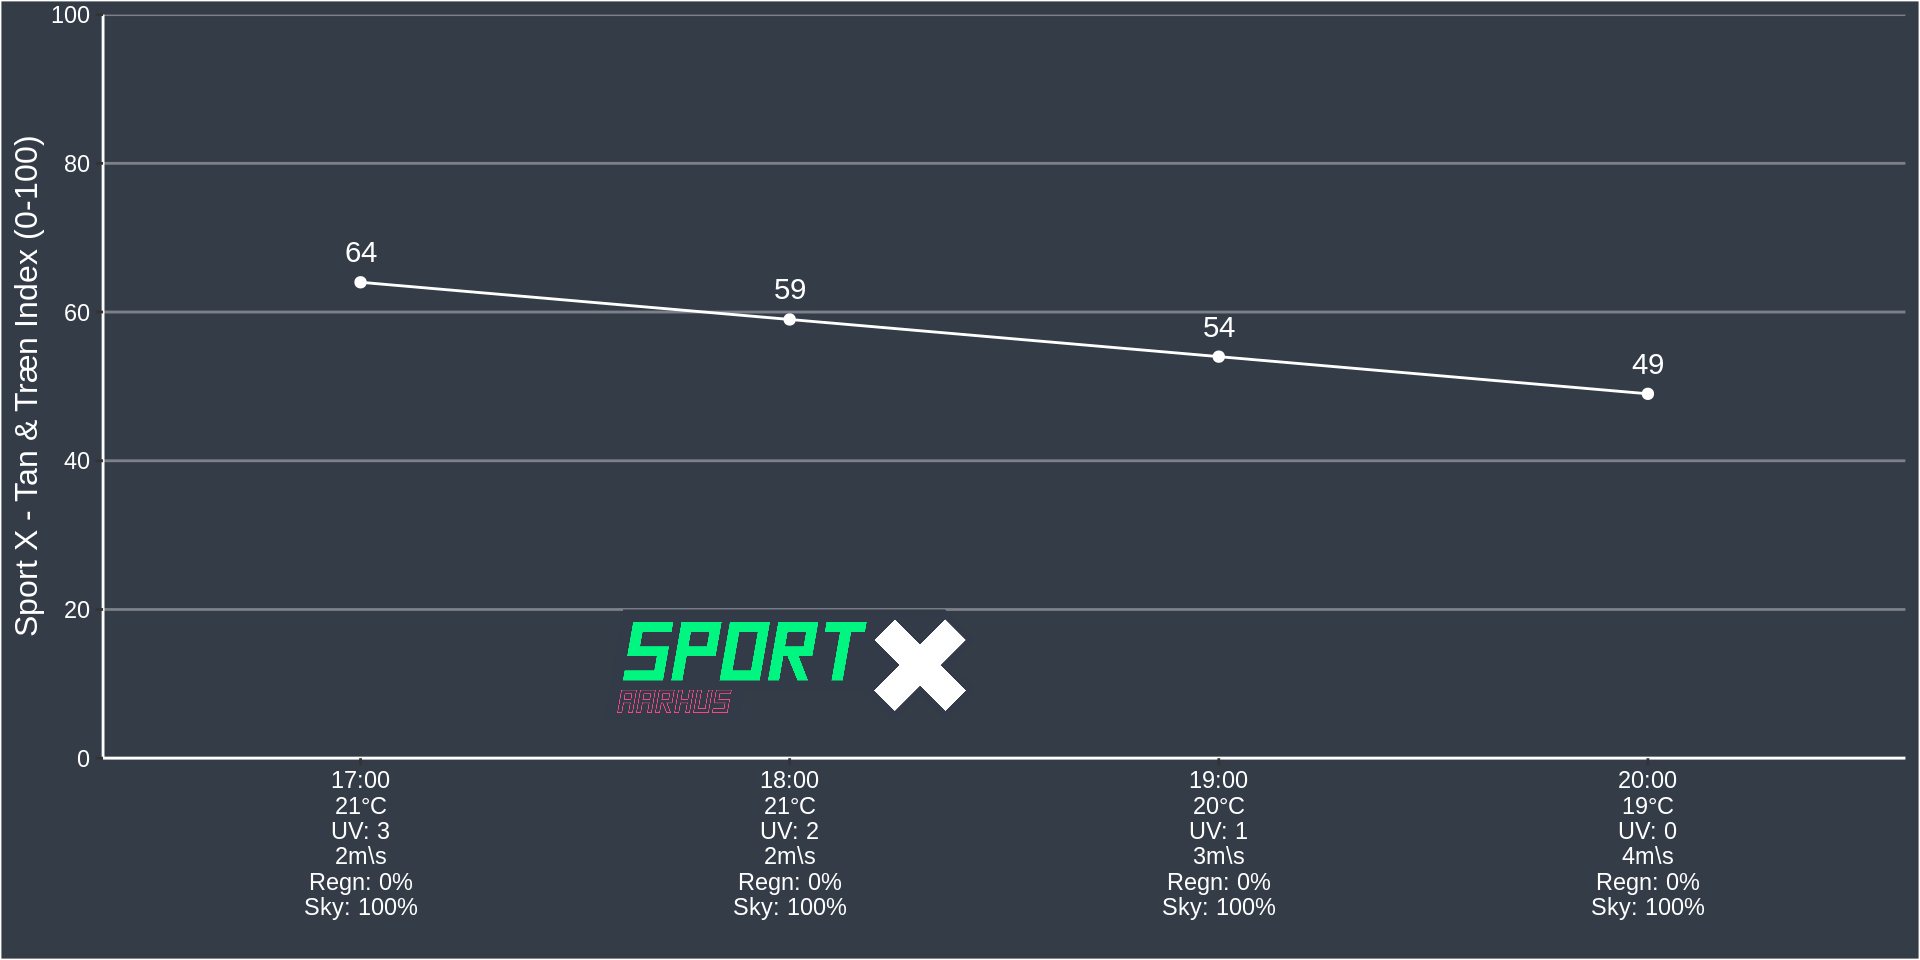 Sport X - Tan & Træn Index (0-100)
100
80
60
40
20
0
64
59
54
49
SPORT X
AARHUS
17:00
21°C
UV: 3
2m\s
Regn: 0%
Sky: 100%
18:00
21°C
UV: 2
2m\s
Regn: 0%
Sky: 100%
19:00
20°C
UV: 1
3m\s
Regn: 0%
Sky: 100%
20:00
19°C
UV: 0
4m\s
Regn: 0%
Sky: 100%